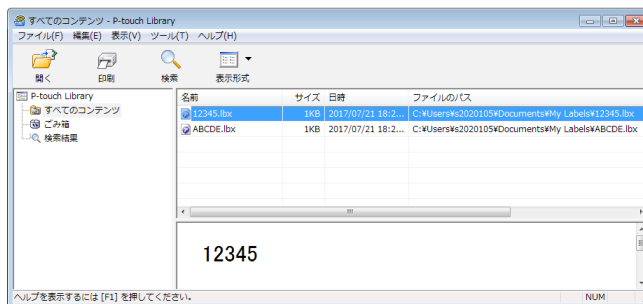 すべてのコンテンツ - P-touch Library
ファイル(F) 編集(E) 表示(V) ツール(T) ヘルプ(H)
開く 印刷 検索 表示形式
P-touch Library
すべてのコンテンツ
ごみ箱
検索結果
名前 サイズ 日時 ファイルのパス
12345.lbx 1KB 2017/07/21 18:2... C:¥Users¥s2020105¥Documents¥My Labels¥12345.lbx
ABCDE.lbx 1KB 2017/07/21 18:2... C:¥Users¥s2020105¥Documents¥My Labels¥ABCDE.lbx
12345
ヘルプを表示するには [F1] を押してください。 NUM